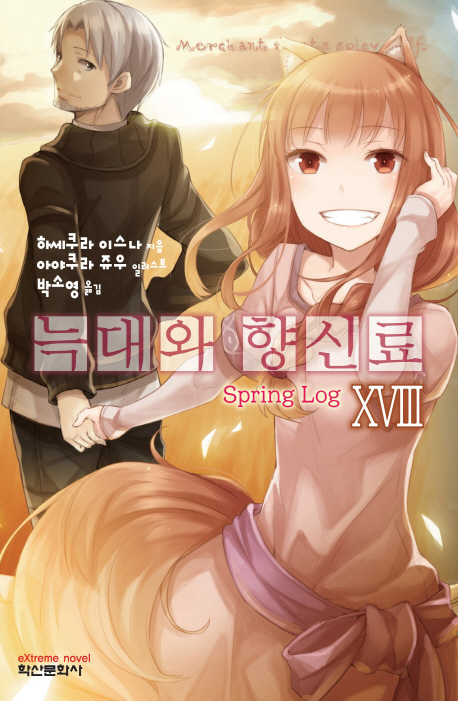 Merchant
하세쿠라 이스나 지음
아야쿠라 쥬우 일러스트
박소영 옮김
늑대와 향신료
Spring Log XVIII
eXtreme novel
학산문화사